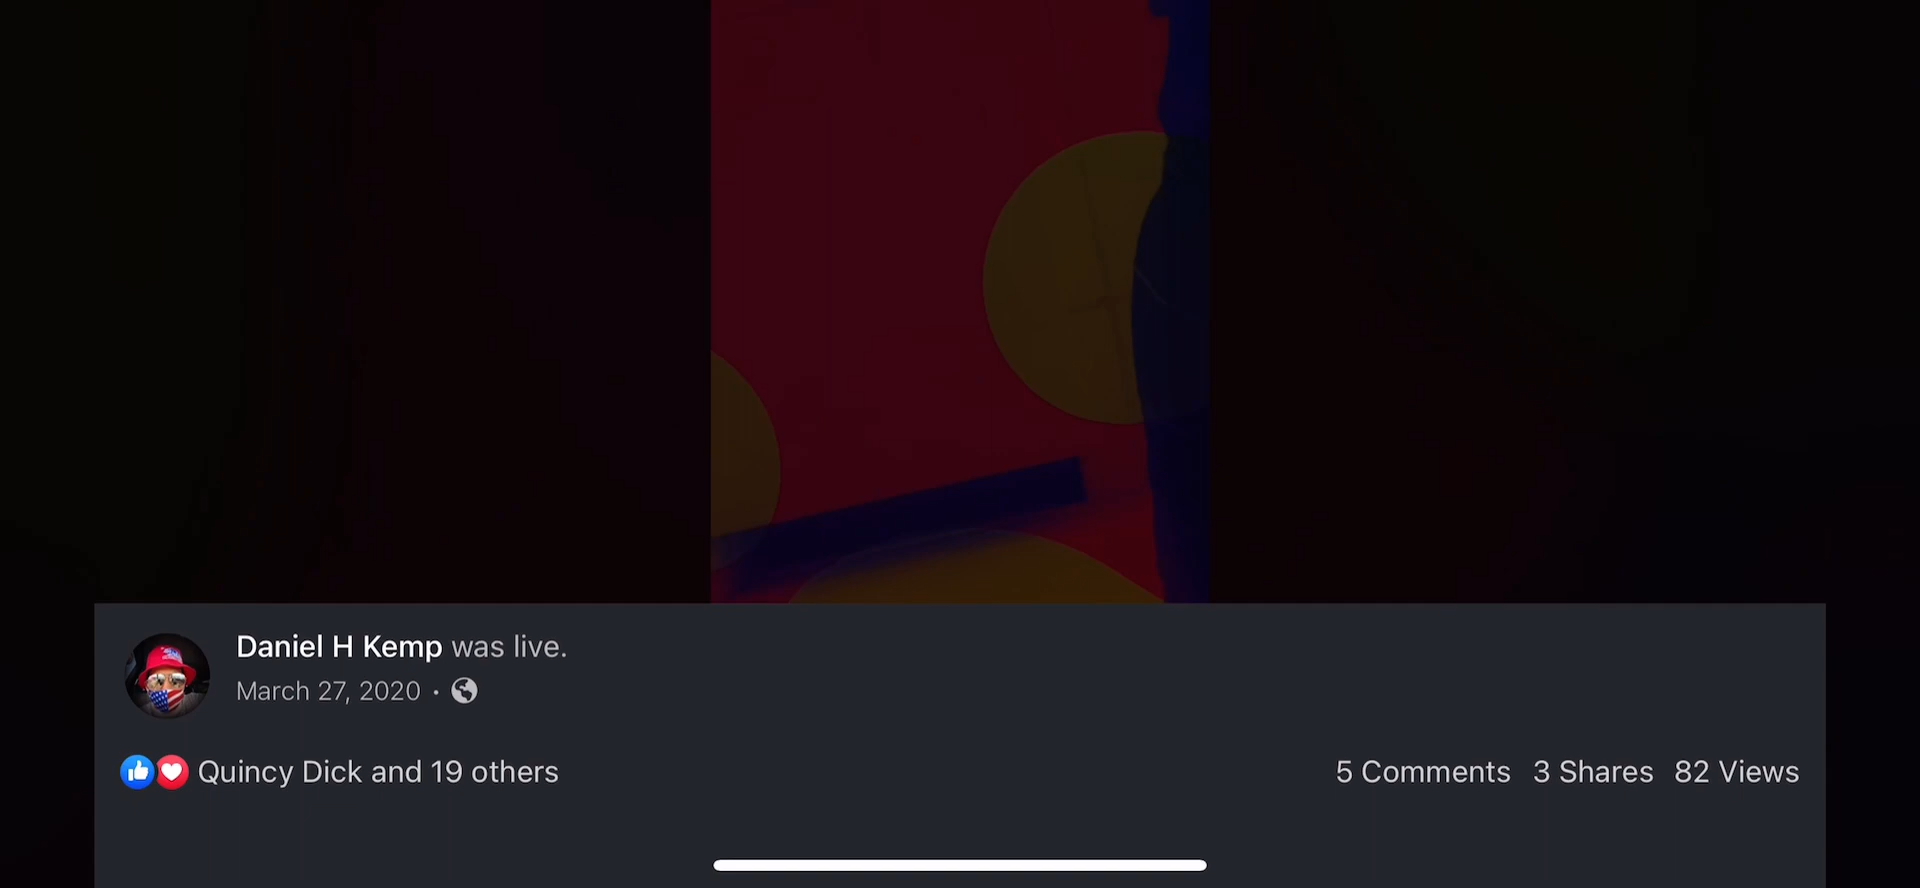 Daniel H Kemp was live.
March 27, 2020 ·
Quincy Dick and 19 others
5 Comments 3 Shares 82 Views